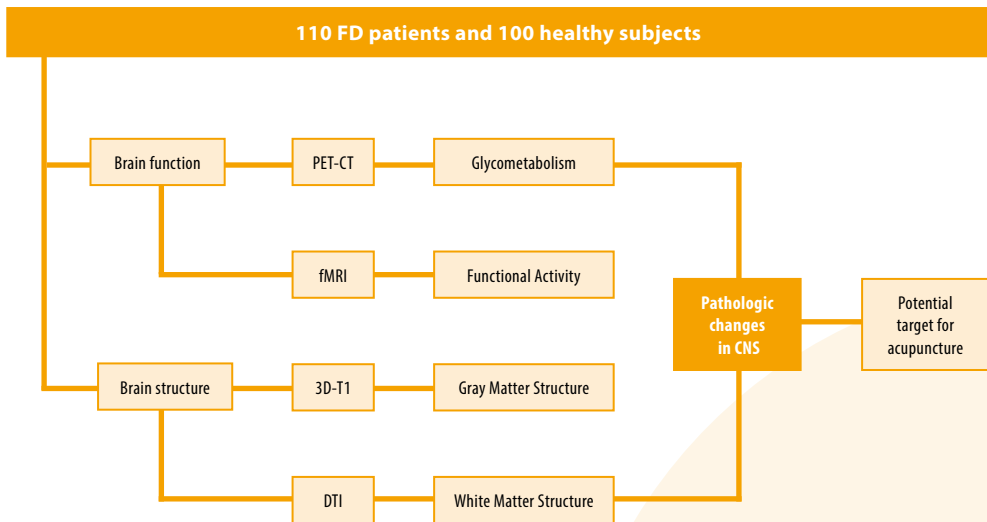 110 FD patients and 100 healthy subjects
Brain function
PET-CT
Glycometabolism
fMRI
Functional Activity
Pathologic
changes
in CNS
Potential
target for
acupuncture
Brain structure
3D-T1
Gray Matter Structure
DTI
White Matter Structure